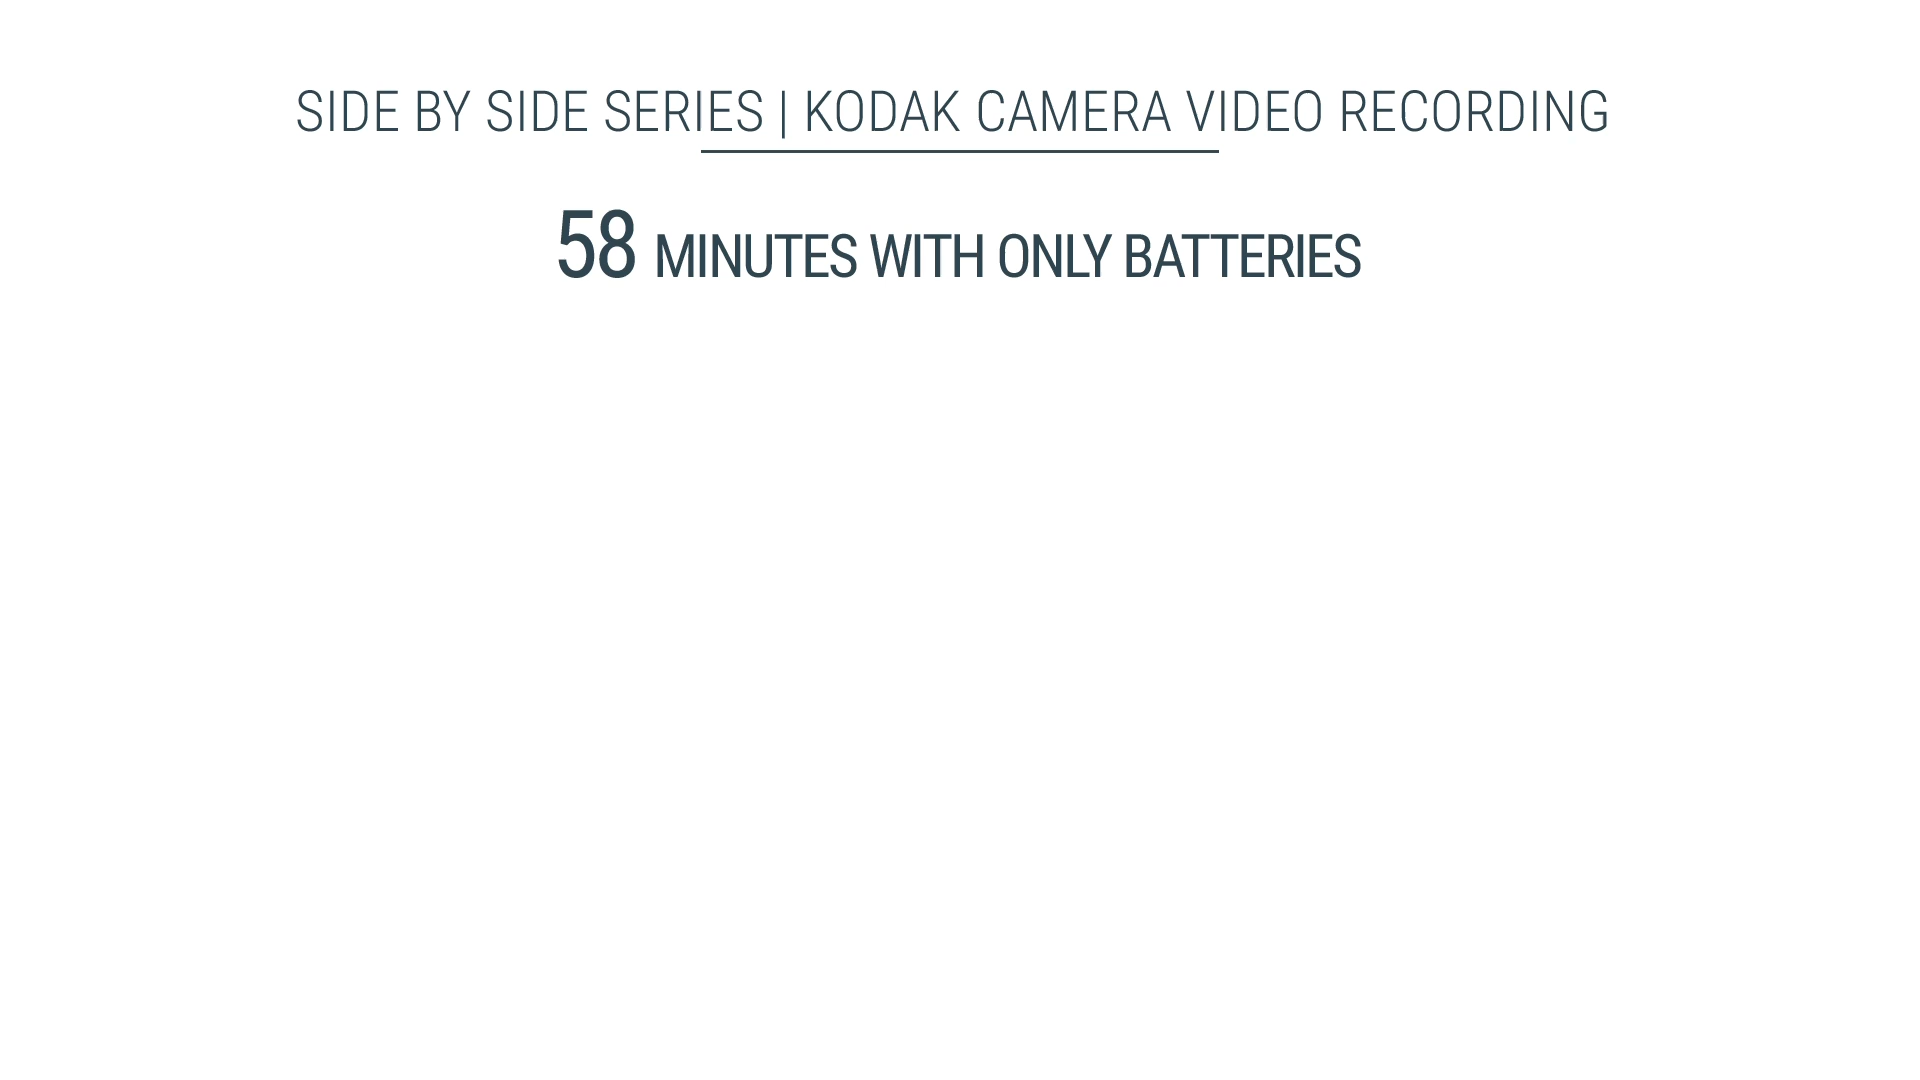 SIDE BY SIDE SERIES | KODAK CAMERA VIDEO RECORDING
58 MINUTES WITH ONLY BATTERIES